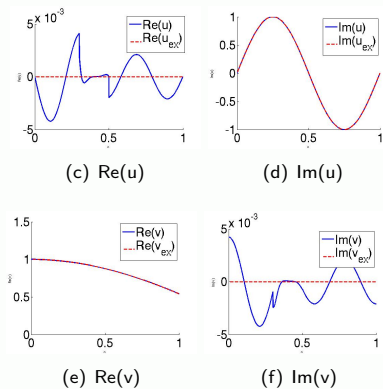 5 x 10⁻³
Re(u)
Re(u_ex)
0
-5
0 0.5 1
(c) Re(u)
1
Im(u)
Im(u_ex)
0.5
0
-0.5
-1
0 0.5 1
(d) Im(u)
1.5
Re(v)
Re(v_ex)
1
0.5
0
0 0.5 1
(e) Re(v)
5 x 10⁻³
Im(v)
Im(v_ex)
0
-5
0 0.5 1
(f) Im(v)